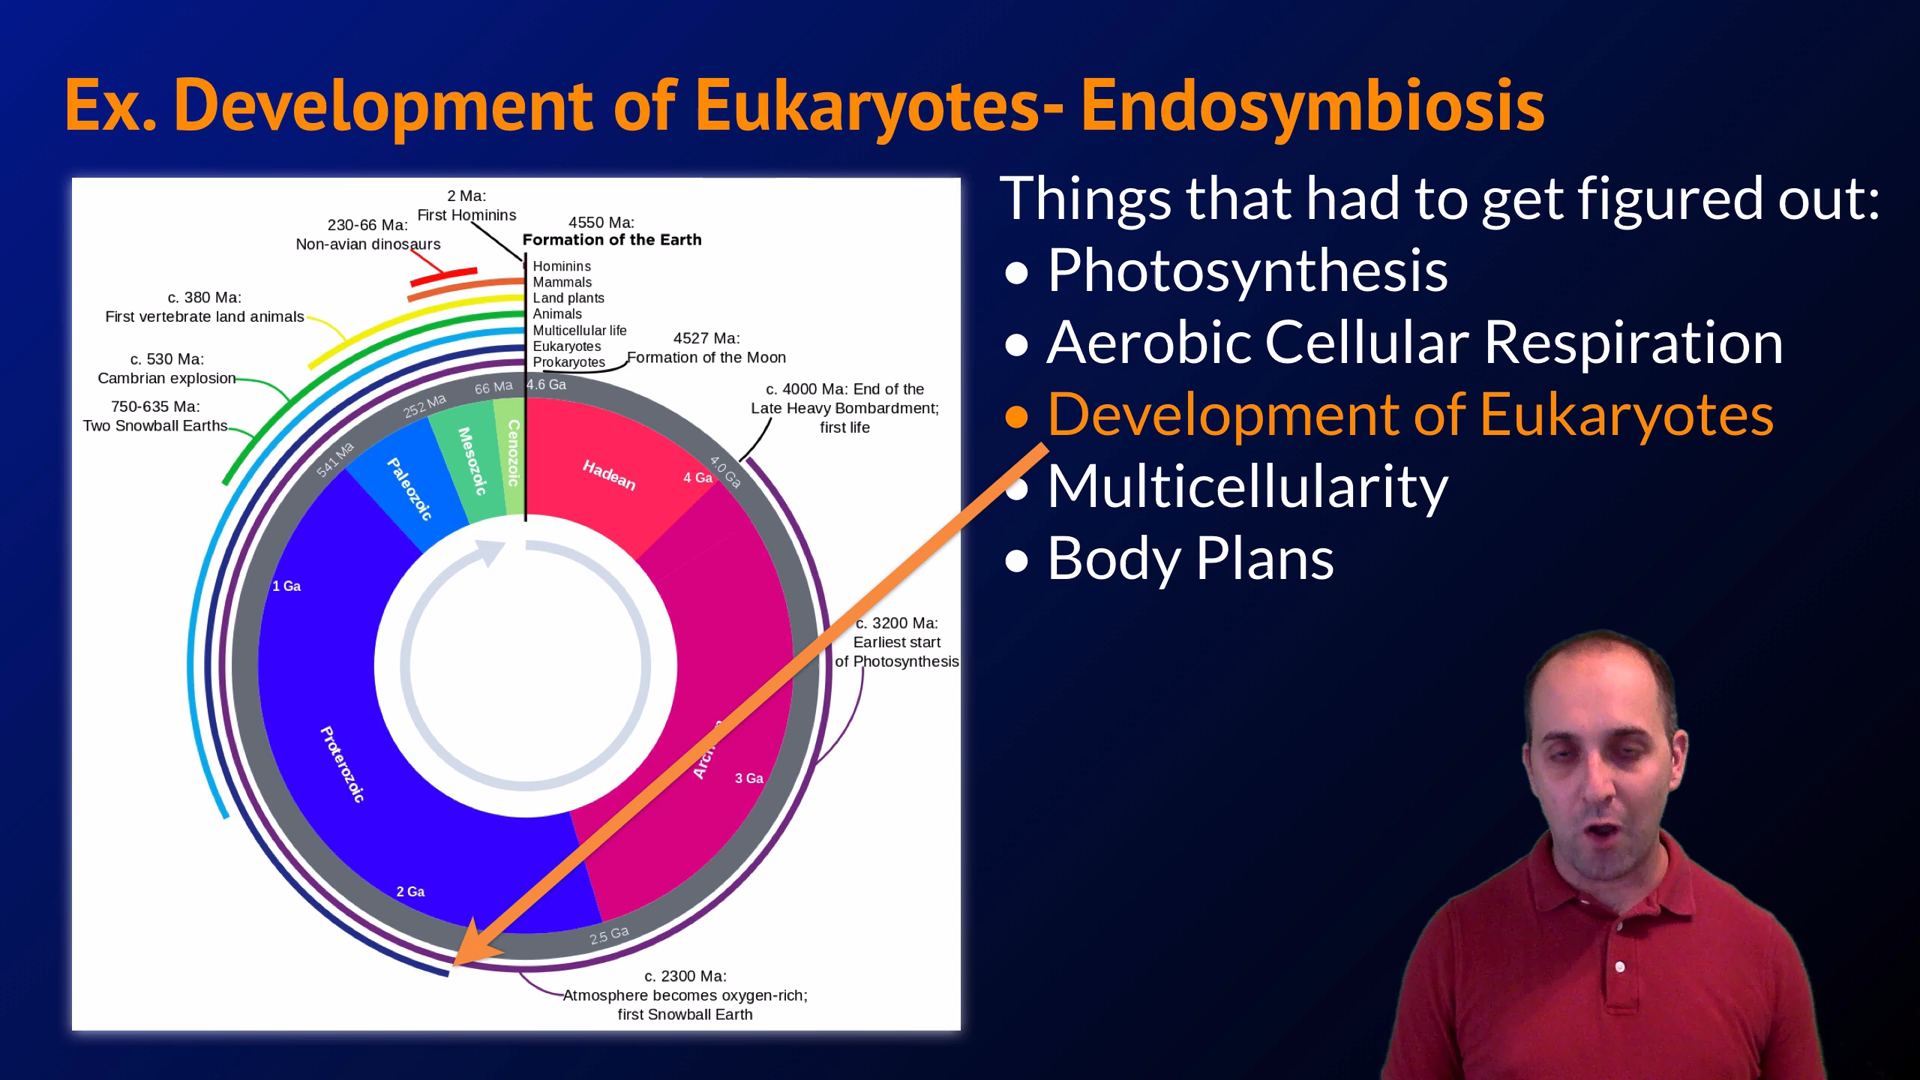 Ex. Development of Eukaryotes- Endosymbiosis
Things that had to get figured out:
• Photosynthesis
• Aerobic Cellular Respiration
• Development of Eukaryotes
• Multicellularity
• Body Plans
2 Ma:
First Hominins
230-66 Ma:
Non-avian dinosaurs
4550 Ma:
Formation of the Earth
Hominins
Mammals
Land plants
Animals
Multicellular life
Eukaryotes
Prokaryotes
c. 380 Ma:
First vertebrate land animals
c. 530 Ma:
Cambrian explosion
750-635 Ma:
Two Snowball Earths
4527 Ma:
Formation of the Moon
c. 4000 Ma: End of the
Late Heavy Bombardment;
first life
4.6 Ga
66 Ma
252 Ma
541 Ma
4.0 Ga
2.5 Ga
Cenozoic
Mesozoic
Paleozoic
Hadean
4 Ga
1 Ga
Proterozoic
2 Ga
3 Ga
c. 3200 Ma:
Earliest start
of Photosynthesis
c. 2300 Ma:
Atmosphere becomes oxygen-rich;
first Snowball Earth